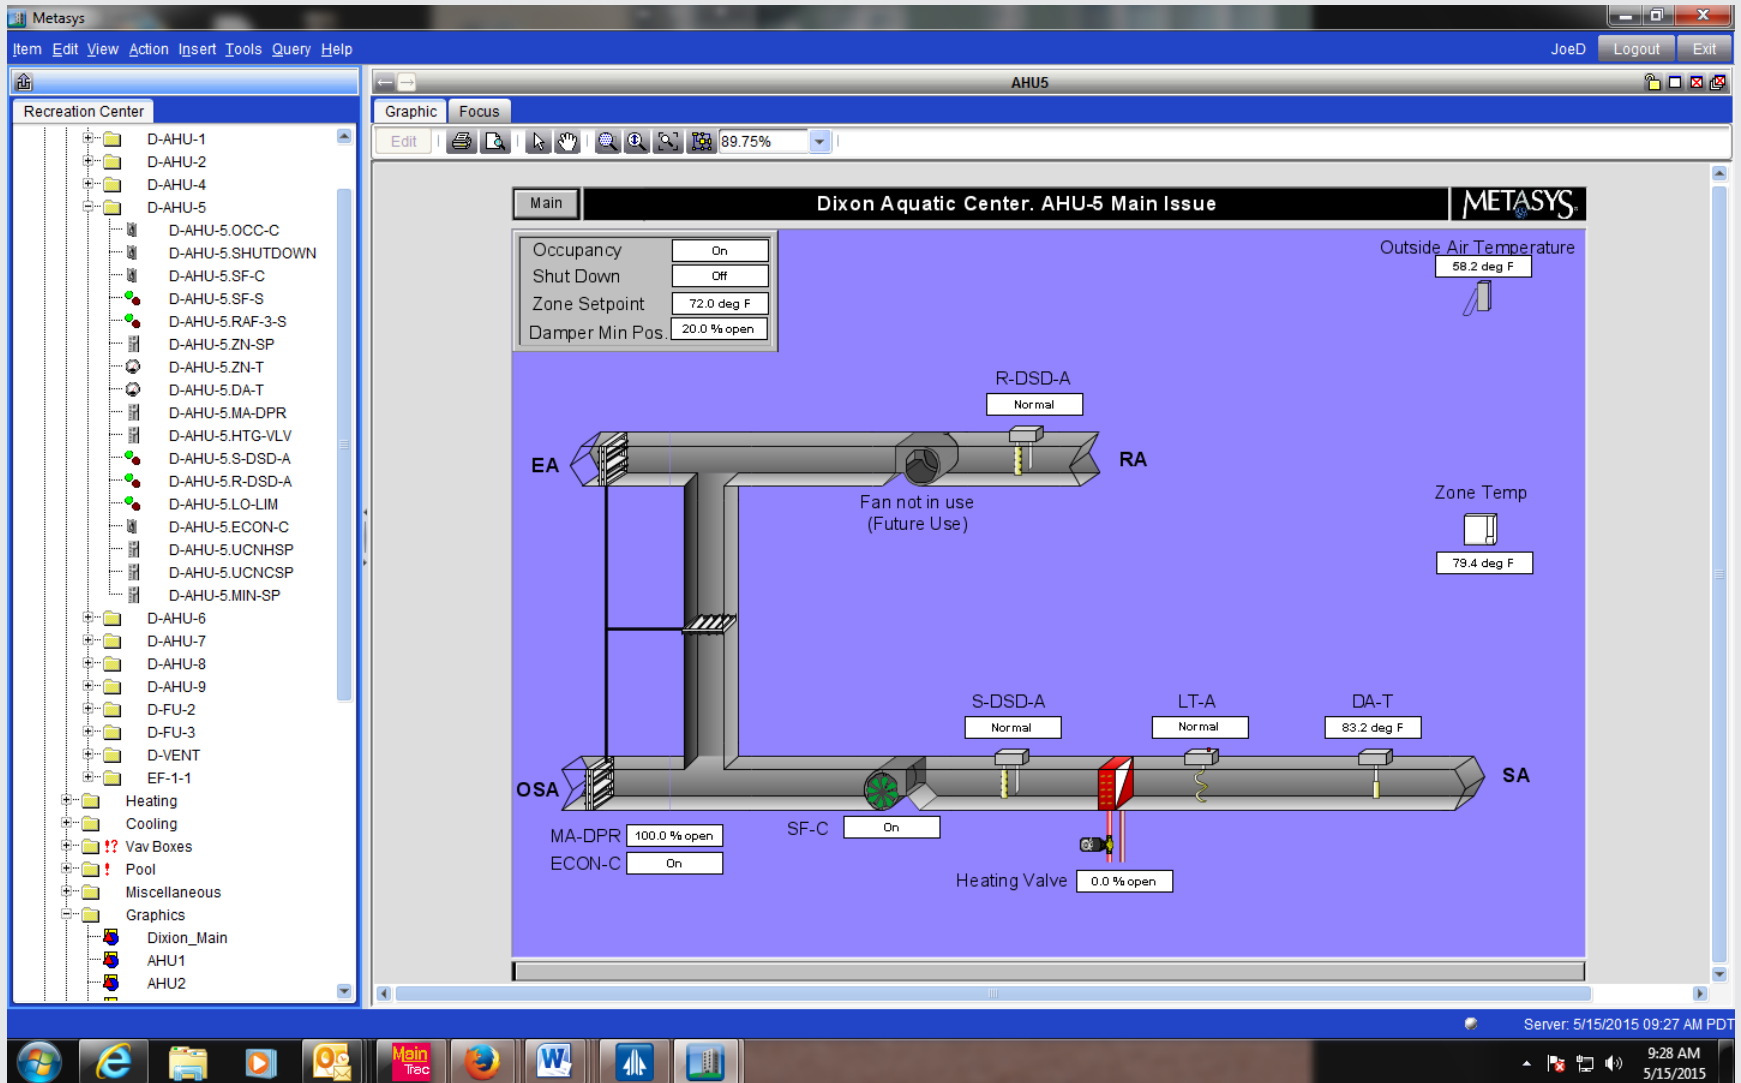 Metasys
Item Edit View Action Insert Tools Query Help
JoeD Logout Exit
AHU5
Recreation Center
Graphic Focus
Edit 89.75%
D-AHU-1
D-AHU-2
D-AHU-4
D-AHU-5
D-AHU-5.OCC-C
D-AHU-5.SHUTDOWN
D-AHU-5.SF-C
D-AHU-5.SF-S
D-AHU-5.RAF-3-S
D-AHU-5.ZN-SP
D-AHU-5.ZN-T
D-AHU-5.DA-T
D-AHU-5.MA-DPR
D-AHU-5.HTG-VLV
D-AHU-5.S-DSD-A
D-AHU-5.R-DSD-A
D-AHU-5.LO-LIM
D-AHU-5.ECON-C
D-AHU-5.UCNHSP
D-AHU-5.UCNCSP
D-AHU-5.MIN-SP
D-AHU-6
D-AHU-7
D-AHU-8
D-AHU-9
D-FU-2
D-FU-3
D-VENT
EF-1-1
Heating
Cooling
!? Vav Boxes
! Pool
Miscellaneous
Graphics
Dixion_Main
AHU1
AHU2
Main
Dixon Aquatic Center. AHU-5 Main Issue
METASYS
Occupancy On
Shut Down Off
Zone Setpoint 72.0 deg F
Damper Min Pos. 20.0 % open
Outside Air Temperature
58.2 deg F
R-DSD-A
Normal
EA
RA
Fan not in use
(Future Use)
Zone Temp
79.4 deg F
S-DSD-A
Normal
LT-A
Normal
DA-T
83.2 deg F
OSA
SA
MA-DPR 100.0 % open
ECON-C On
SF-C On
Heating Valve 0.0 % open
Server: 5/15/2015 09:27 AM PDT
Main
Trac
9:28 AM
5/15/2015